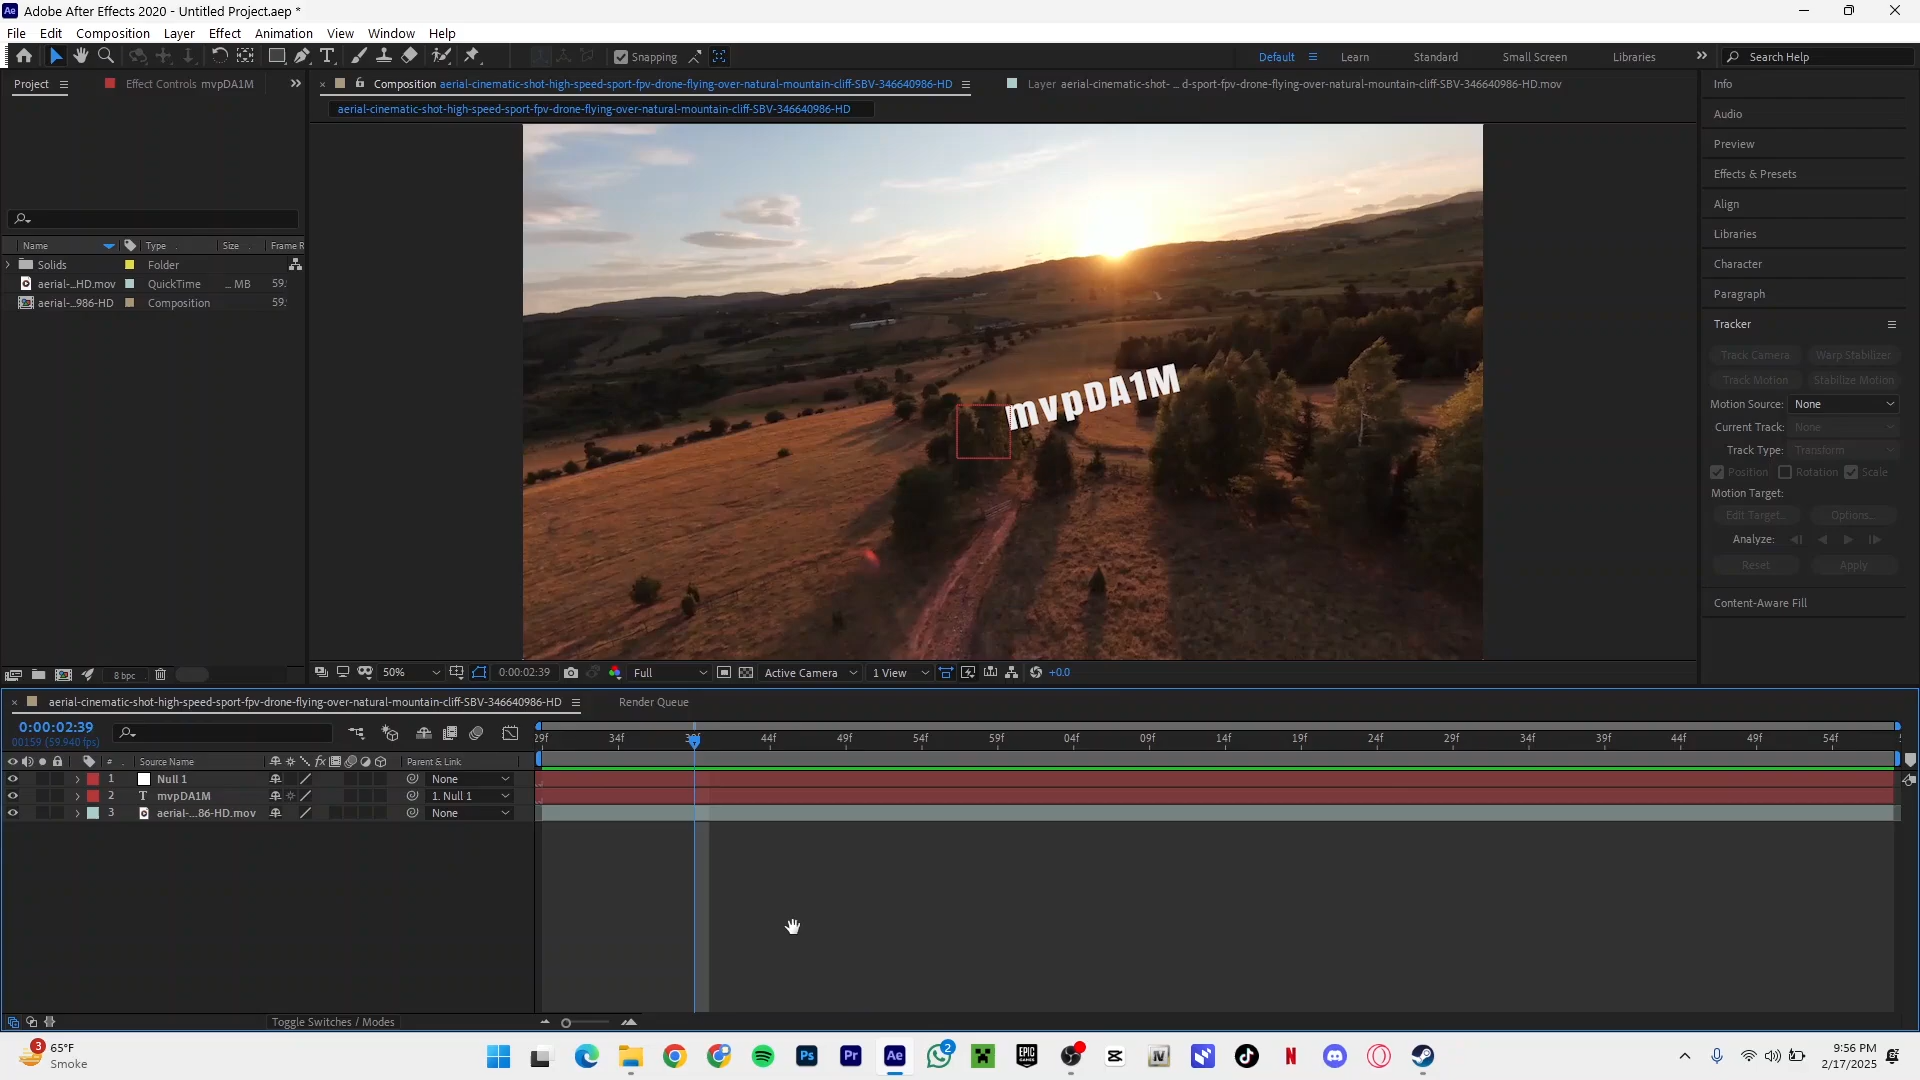 Adobe After Effects 2020 - Untitled Project.aep *
File Edit Composition Layer Effect Animation View Window Help
Snapping
Default Learn Standard Small Screen Libraries Search Help
Project Effect Controls mvpDA1M
Composition aerial-cinematic-shot-high-speed-sport-fpv-drone-flying-over-natural-mountain-cliff-SBV-346640986-HD
Layer aerial-cinematic-shot- ... d-sport-fpv-drone-flying-over-natural-mountain-cliff-SBV-346640986-HD.mov
aerial-cinematic-shot-high-speed-sport-fpv-drone-flying-over-natural-mountain-cliff-SBV-346640986-HD
Name Type Size Frame R
Solids Folder
aerial-...HD.mov QuickTime ... MB 59.
aerial-...986-HD Composition 59.
8 bpc
mvpDA1M
50% 0:00:02:39 Full Active Camera 1 View +0.0
Info
Audio
Preview
Effects & Presets
Align
Libraries
Character
Paragraph
Tracker
Track Camera Warp Stabilizer
Track Motion Stabilize Motion
Motion Source: None
Current Track: None
Track Type: Transform
Position Rotation Scale
Motion Target:
Edit Target... Options...
Analyze:
Reset Apply
Content-Aware Fill
aerial-cinematic-shot-high-speed-sport-fpv-drone-flying-over-natural-mountain-cliff-SBV-346640986-HD Render Queue
0:00:02:39
00159 (59.940 fps)
29f 34f 44f 49f 54f 59f 04f 09f 14f 19f 24f 29f 34f 39f 44f 49f 54f
# Source Name fx Parent & Link
1 Null 1 None
2 T mvpDA1M 1. Null 1
3 aerial-...86-HD.mov None
Toggle Switches / Modes
3 65°F
Smoke
Ps Pr Ae 2 EPIC GAMES N
9:56 PM
2/17/2025